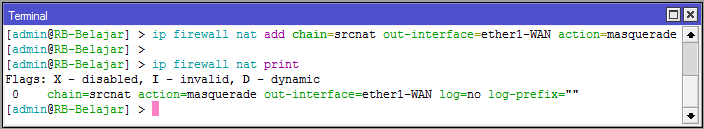 Terminal
[admin@RB-Belajar] > ip firewall nat add chain=srcnat out-interface=ether1-WAN action=masquerade
[admin@RB-Belajar] >
[admin@RB-Belajar] > ip firewall nat print
Flags: X - disabled, I - invalid, D - dynamic
0 chain=srcnat action=masquerade out-interface=ether1-WAN log=no log-prefix=""
[admin@RB-Belajar] >